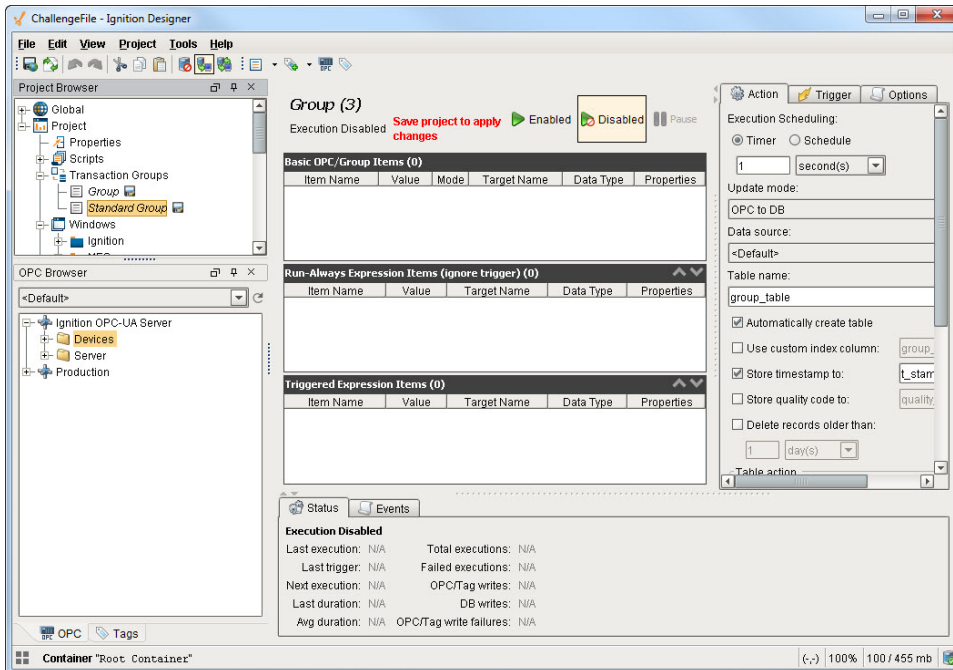 ChallengeFile - Ignition Designer
File Edit View Project Tools Help
OPC
Project Browser
Global
Project
Properties
Scripts
Transaction Groups
Group
Standard Group
Windows
Ignition
OPC Browser
<Default>
Ignition OPC-UA Server
Devices
Server
Production
OPC Tags
Group (3)
Execution Disabled
Save project to apply
changes
Enabled
Disabled
Pause
Basic OPC/Group Items (0)
Item Name Value Mode Target Name Data Type Properties
Run-Always Expression Items (ignore trigger) (0)
Item Name Value Target Name Data Type Properties
Triggered Expression Items (0)
Item Name Value Target Name Data Type Properties
Action Trigger Options
Execution Scheduling:
Timer Schedule
1 second(s)
Update mode:
OPC to DB
Data source:
<Default>
Table name:
group_table
Automatically create table
Use custom index column: group_
Store timestamp to: t_stam
Store quality code to: quality_
Delete records older than:
1 day(s)
Table action
Status Events
Execution Disabled
Last execution: N/A Total executions: N/A
Last trigger: N/A Failed executions: N/A
Next execution: N/A OPC/Tag writes: N/A
Last duration: N/A DB writes: N/A
Avg duration: N/A OPC/Tag write failures: N/A
Container "Root Container" (-,-) 100% 100 / 455 mb